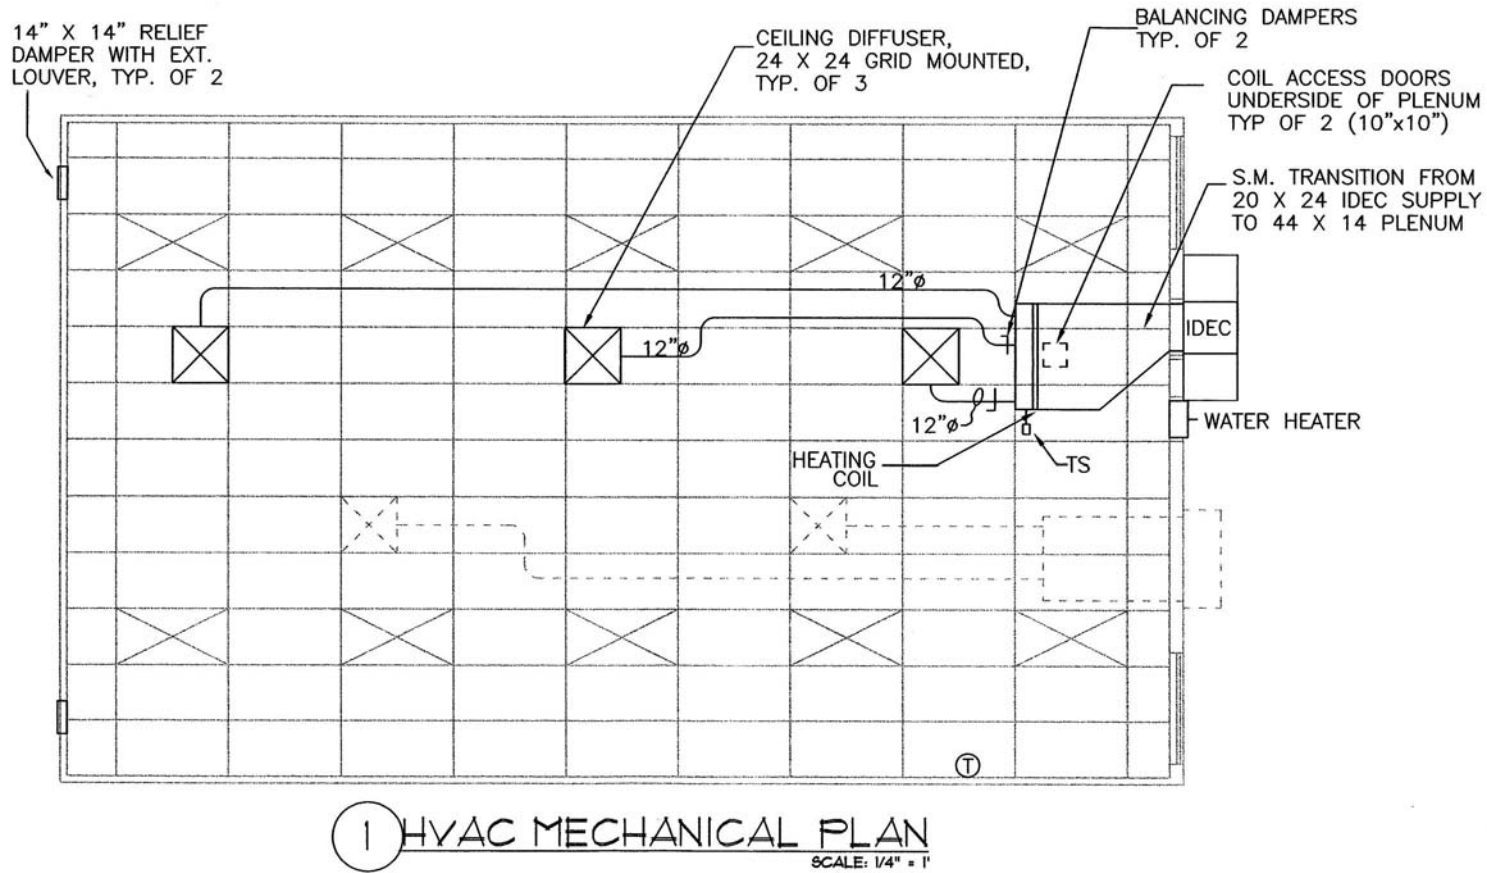 14” X 14” RELIEF
DAMPER WITH EXT.
LOUVER, TYP. OF 2
CEILING DIFFUSER,
24 X 24 GRID MOUNTED,
TYP. OF 3
BALANCING DAMPERS
TYP. OF 2
COIL ACCESS DOORS
UNDERSIDE OF PLENUM
TYP OF 2 (10”x10”)
S.M. TRANSITION FROM
20 X 24 IDEC SUPPLY
TO 44 X 14 PLENUM
12”ø
12”ø
12”ø
IDEC
WATER HEATER
HEATING
COIL
TS
T
1 HVAC MECHANICAL PLAN
SCALE: 1/4" = 1'